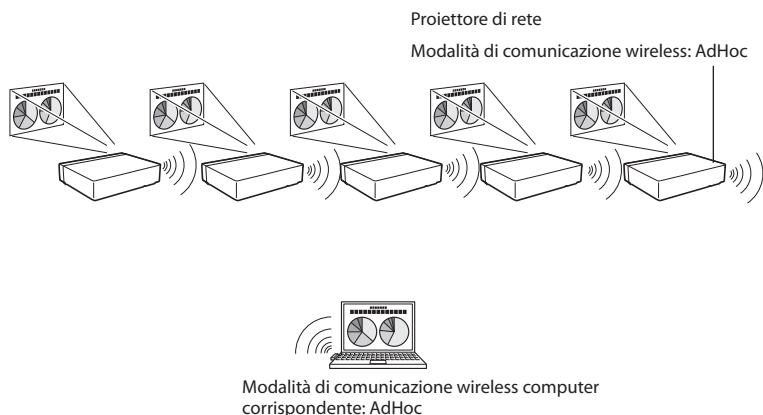 Proiettore di rete
Modalità di comunicazione wireless: AdHoc
Modalità di comunicazione wireless computer
corrispondente: AdHoc